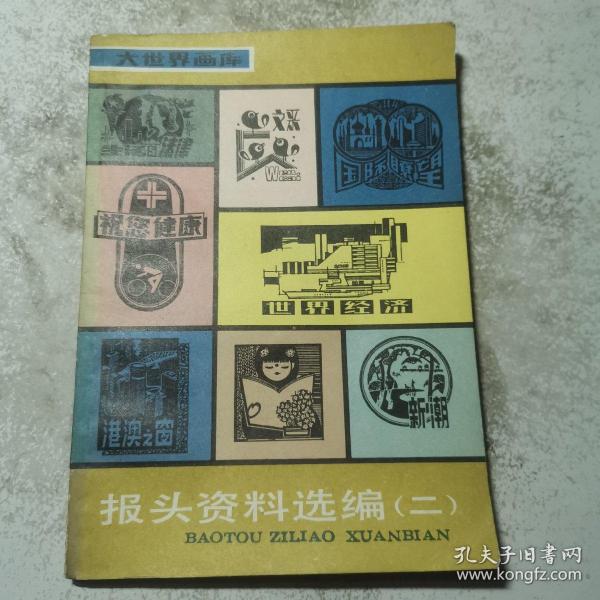 大世界画库
文采
WENCAI
国际瞭望
祝您健康
世界经济
港澳之窗
新潮
报头资料选编（二）
BAOTOU ZILIAO XUANBIAN
孔夫子旧书网
www.kongfz.com